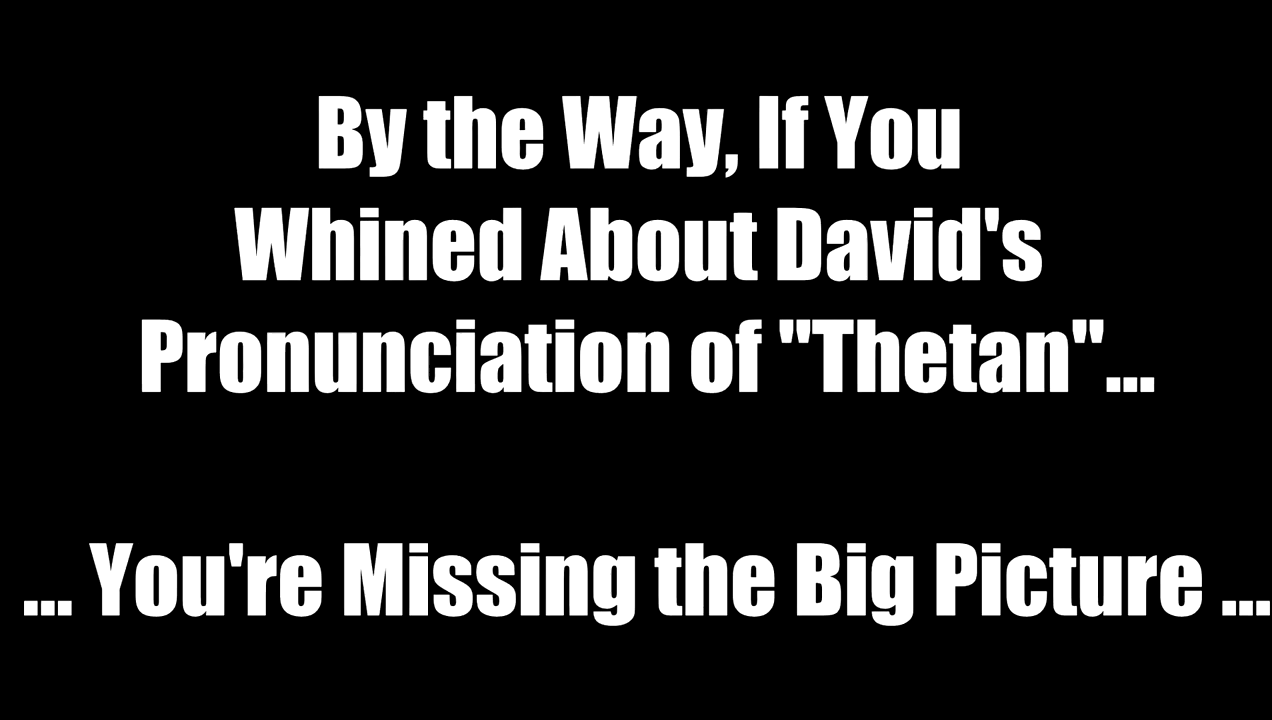 By the Way, If You
Whined About David's
Pronunciation of "Thetan"...
... You're Missing the Big Picture ...